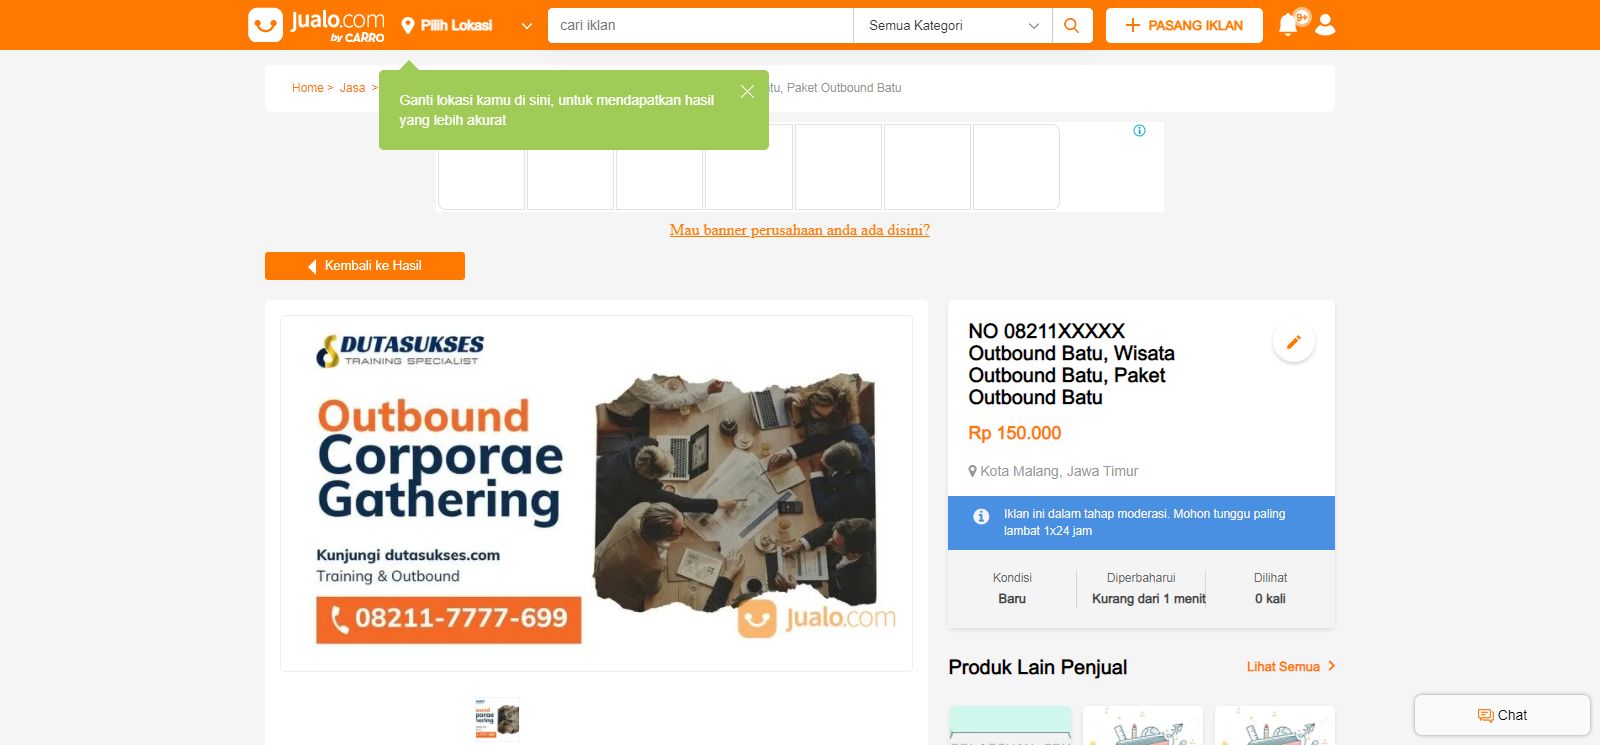 Jualo.com
by CARRO
Pilih Lokasi
cari iklan
Semua Kategori
PASANG IKLAN
9+
Home > Jasa >
tu, Paket Outbound Batu
Ganti lokasi kamu di sini, untuk mendapatkan hasil
yang lebih akurat
Mau banner perusahaan anda ada disini?
Kembali ke Hasil
DUTASUKSES
TRAINING SPECIALIST
Outbound
Corporae
Gathering
Kunjungi dutasukses.com
Training & Outbound
08211-7777-699
Jualo.com
NO 08211XXXXX
Outbound Batu, Wisata
Outbound Batu, Paket
Outbound Batu
Rp 150.000
Kota Malang, Jawa Timur
Iklan ini dalam tahap moderasi. Mohon tunggu paling
lambat 1x24 jam
Kondisi
Baru
Diperbaharui
Kurang dari 1 menit
Dilihat
0 kali
Produk Lain Penjual
Lihat Semua
Chat